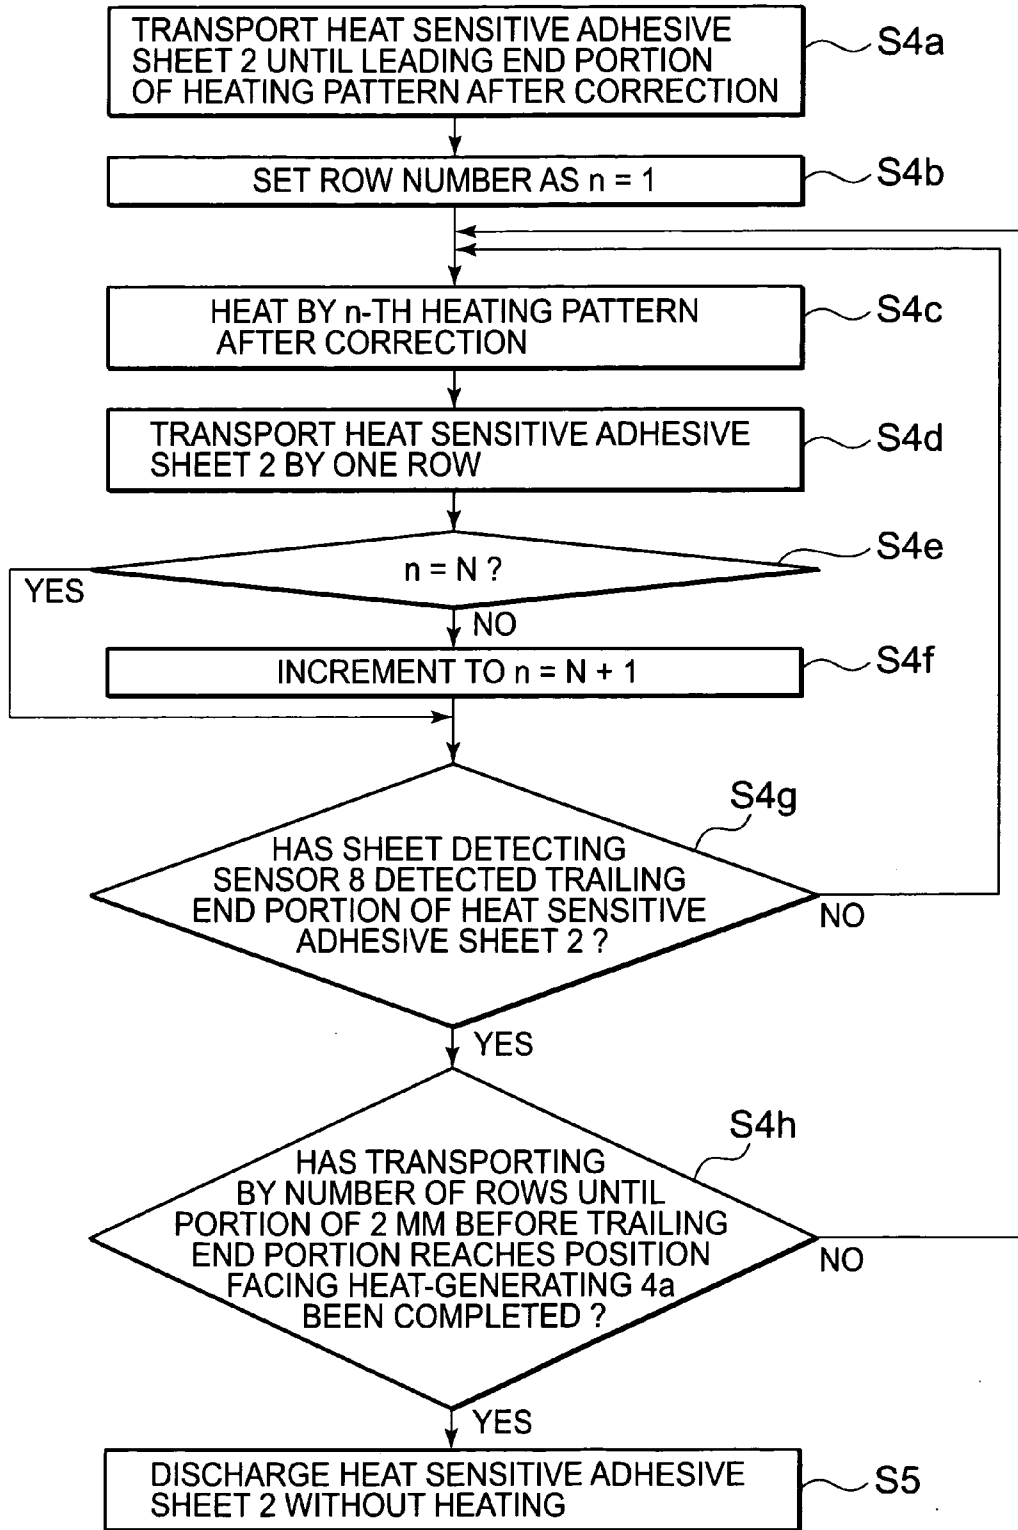 TRANSPORT HEAT SENSITIVE ADHESIVE
SHEET 2 UNTIL LEADING END PORTION
OF HEATING PATTERN AFTER CORRECTION
S4a
SET ROW NUMBER AS n = 1
S4b
HEAT BY n-TH HEATING PATTERN
AFTER CORRECTION
S4c
TRANSPORT HEAT SENSITIVE ADHESIVE
SHEET 2 BY ONE ROW
S4d
n = N ?
S4e
YES
NO
INCREMENT TO n = N + 1
S4f
HAS SHEET DETECTING
SENSOR 8 DETECTED TRAILING
END PORTION OF HEAT SENSITIVE
ADHESIVE SHEET 2 ?
S4g
NO
YES
HAS TRANSPORTING
BY NUMBER OF ROWS UNTIL
PORTION OF 2 MM BEFORE TRAILING
END PORTION REACHES POSITION
FACING HEAT-GENERATING 4a
BEEN COMPLETED ?
S4h
NO
YES
DISCHARGE HEAT SENSITIVE ADHESIVE
SHEET 2 WITHOUT HEATING
S5